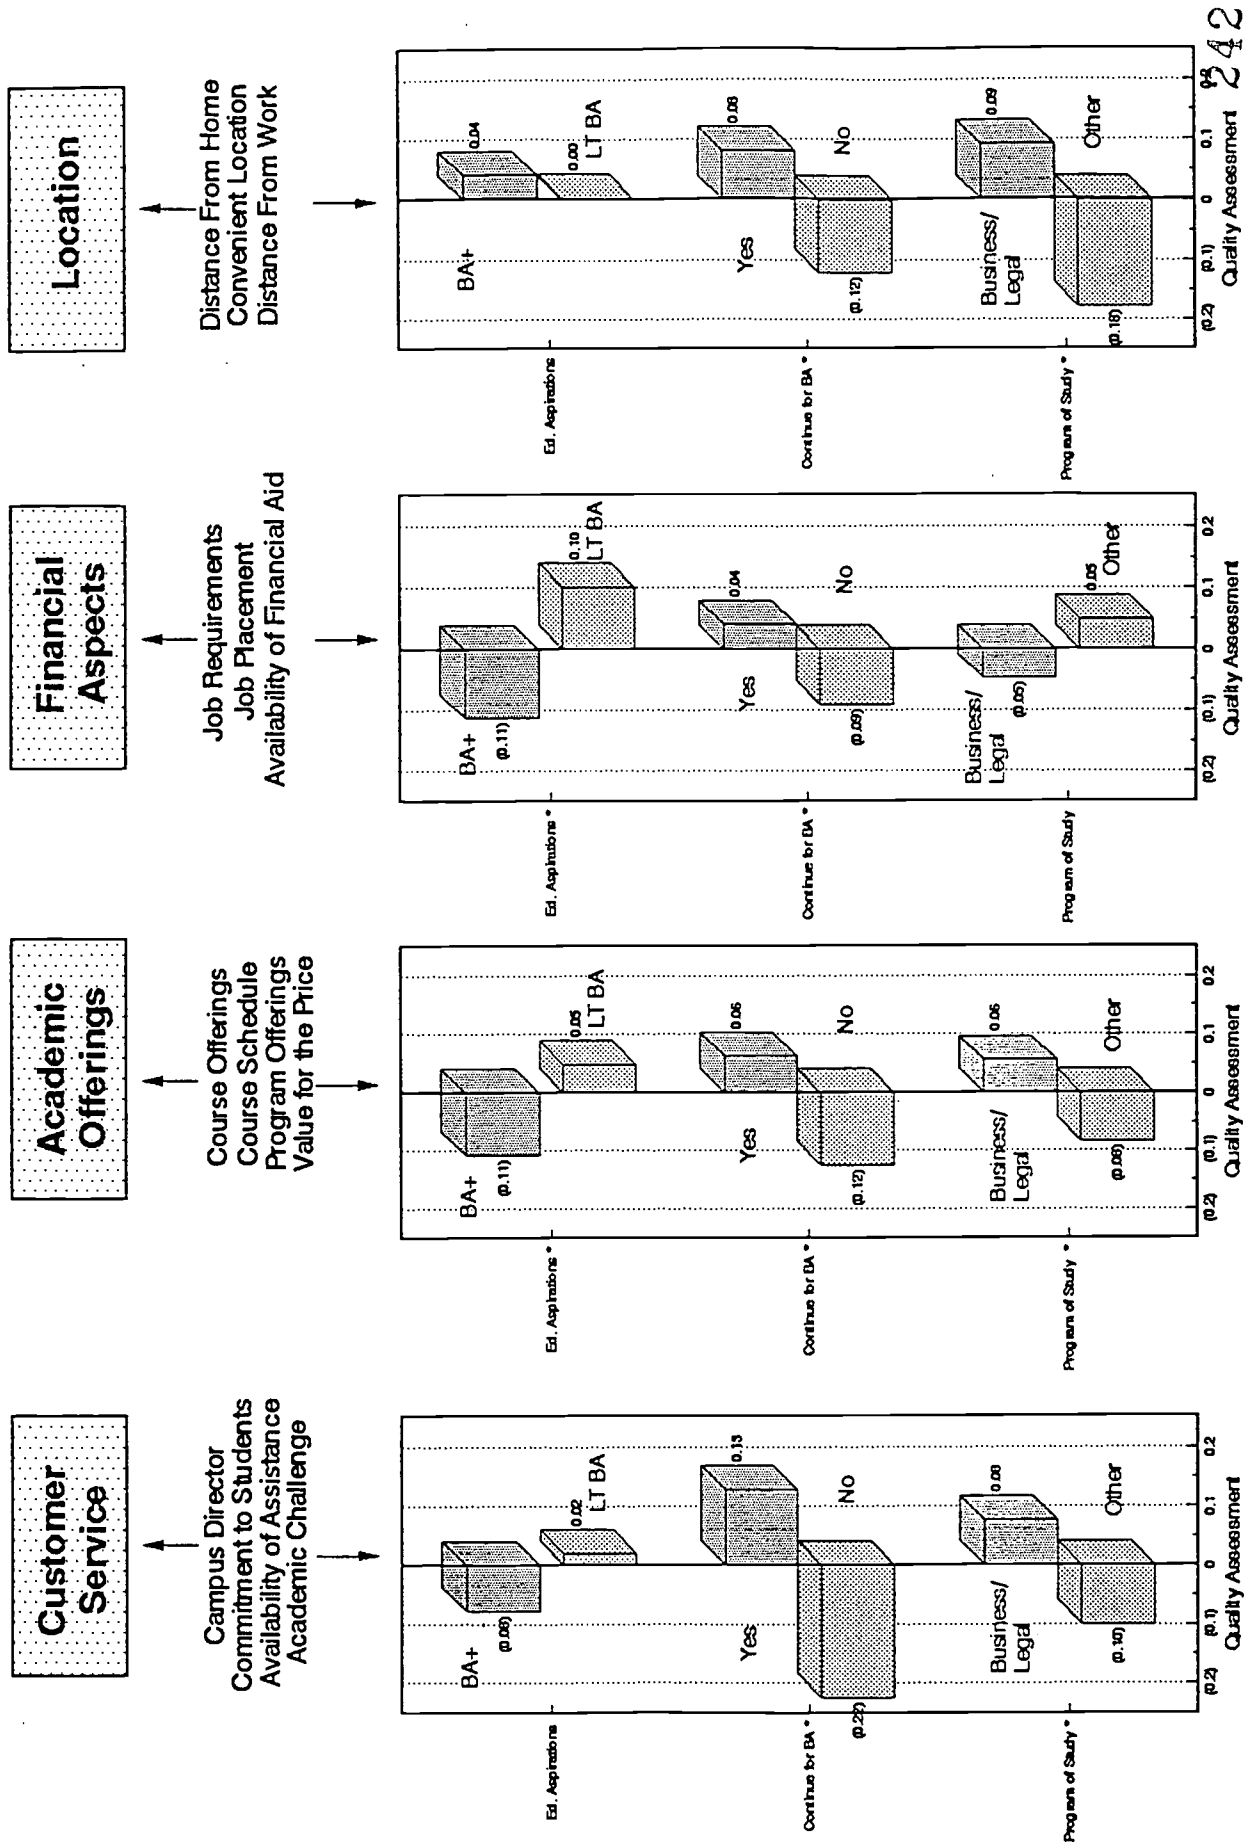 Customer
Service
Campus Director
Commitment to Students
Availability of Assistance
Academic Challenge
Ed. Aspirations
BA+
(0.08)
0.02
LT BA
Continue for BA *
Yes
0.13
(0.22)
No
Program of Study *
Business/
Legal
0.08
(0.10)
Other
(0.2) (0.1) 0 0.1 0.2
Quality Assessment
Academic
Offerings
Course Offerings
Course Schedule
Program Offerings
Value for the Price
Ed. Aspirations *
BA+
(0.11)
0.05
LT BA
Continue for BA *
Yes
0.06
(0.12)
No
Program of Study *
Business/
Legal
0.06
(0.08)
Other
(0.2) (0.1) 0 0.1 0.2
Quality Assessment
Financial
Aspects
Job Requirements
Job Placement
Availability of Financial Aid
Ed. Aspirations *
BA+
(0.11)
0.10
LT BA
Continue for BA *
Yes
0.04
(0.09)
No
Program of Study
Business/
Legal
(0.05)
0.05
Other
(0.2) (0.1) 0 0.1 0.2
Quality Assessment
Location
Distance From Home
Convenient Location
Distance From Work
Ed. Aspirations
BA+
0.04
0.00
LT BA
Continue for BA *
Yes
0.08
(0.12)
No
Program of Study *
Business/
Legal
0.09
(0.18)
Other
(0.2) (0.1) 0 0.1 0.2
Quality Assessment
242